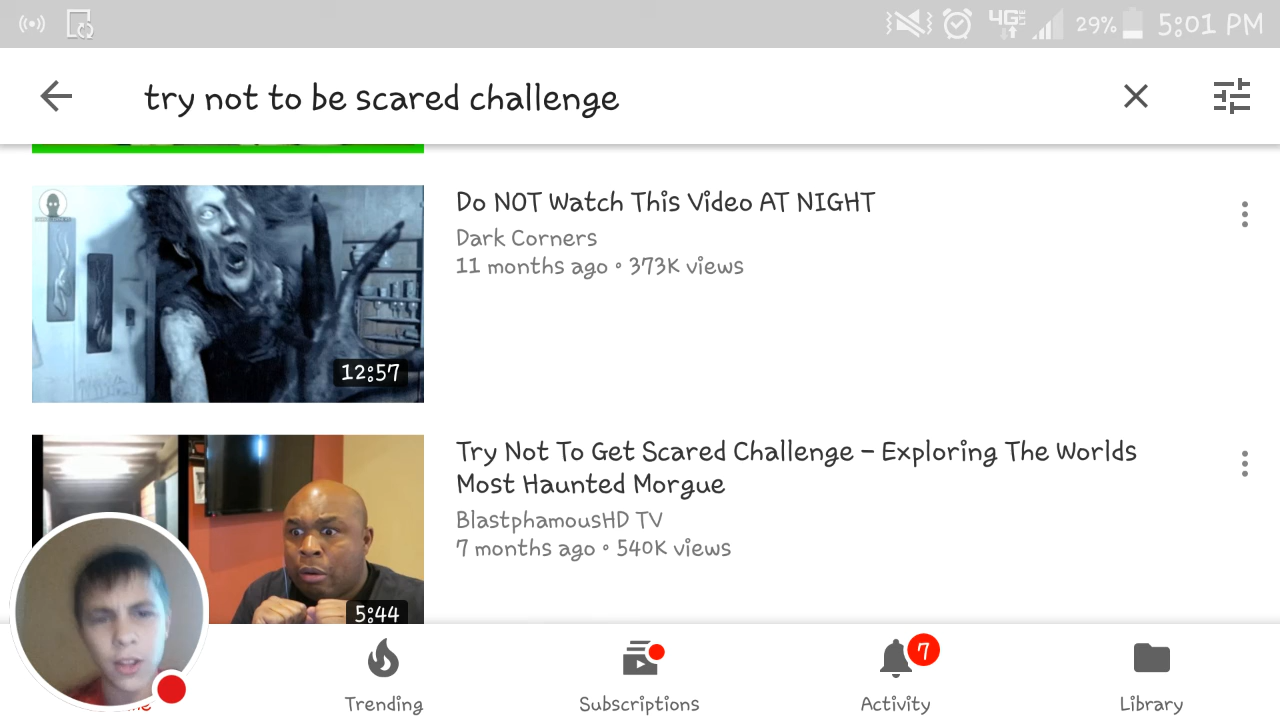 4G LTE 29% 5:01 PM
try not to be scared challenge
Do NOT Watch This Video AT NIGHT
Dark Corners
11 months ago • 373K views
12:57
Try Not To Get Scared Challenge – Exploring The Worlds
Most Haunted Morgue
BlastphamousHD TV
7 months ago • 540K views
5:44
7
Trending Subscriptions Activity Library